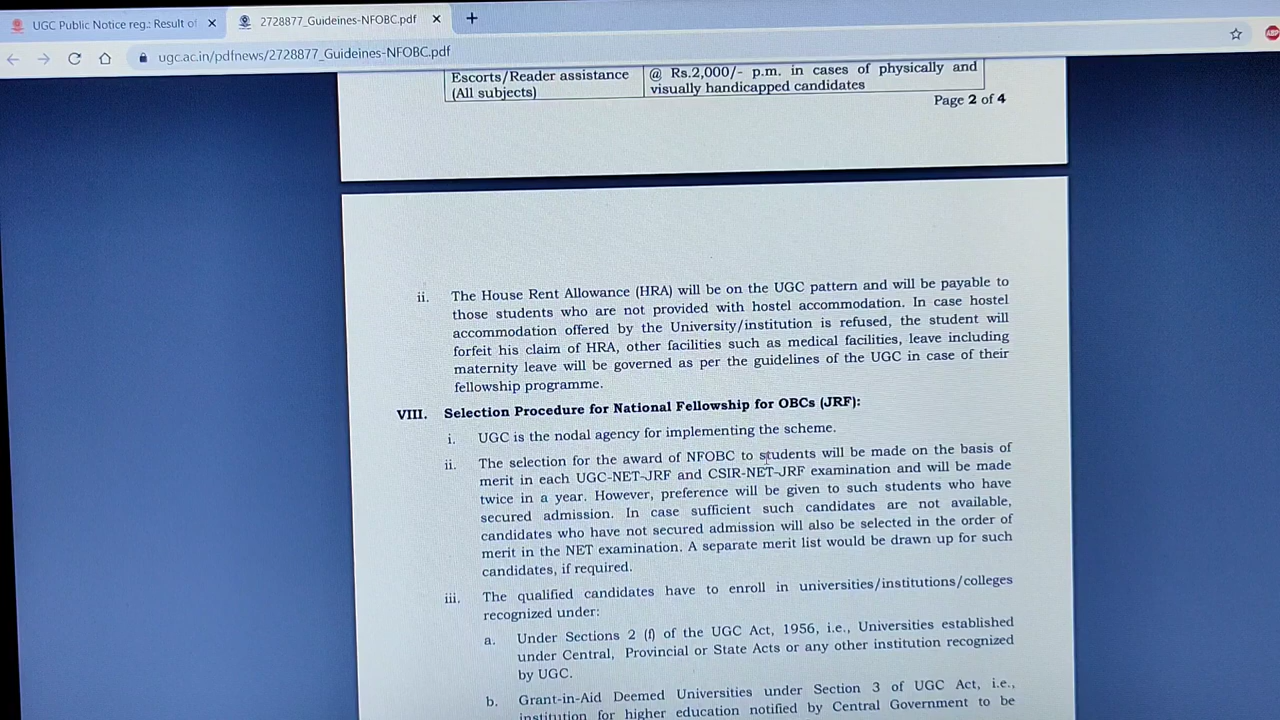 UGC Public Notice reg.: Result of
2728877_Guideines-NFOBC.pdf
ugc.ac.in/pdfnews/2728877_Guideines-NFOBC.pdf
ABP
Escorts/Reader assistance
(All subjects)
@ Rs.2,000/- p.m. in cases of physically and
visually handicapped candidates
Page 2 of 4
ii. The House Rent Allowance (HRA) will be on the UGC pattern and will be payable to
those students who are not provided with hostel accommodation. In case hostel
accommodation offered by the University/institution is refused, the student will
forfeit his claim of HRA, other facilities such as medical facilities, leave including
maternity leave will be governed as per the guidelines of the UGC in case of their
fellowship programme.
VIII. Selection Procedure for National Fellowship for OBCs (JRF):
i. UGC is the nodal agency for implementing the scheme.
ii. The selection for the award of NFOBC to students will be made on the basis of
merit in each UGC-NET-JRF and CSIR-NET-JRF examination and will be made
twice in a year. However, preference will be given to such students who have
secured admission. In case sufficient such candidates are not available,
candidates who have not secured admission will also be selected in the order of
merit in the NET examination. A separate merit list would be drawn up for such
candidates, if required.
iii. The qualified candidates have to enroll in universities/institutions/colleges
recognized under:
a. Under Sections 2 (f) of the UGC Act, 1956, i.e., Universities established
under Central, Provincial or State Acts or any other institution recognized
by UGC.
b. Grant-in-Aid Deemed Universities under Section 3 of UGC Act, i.e.,
institution for higher education notified by Central Government to be